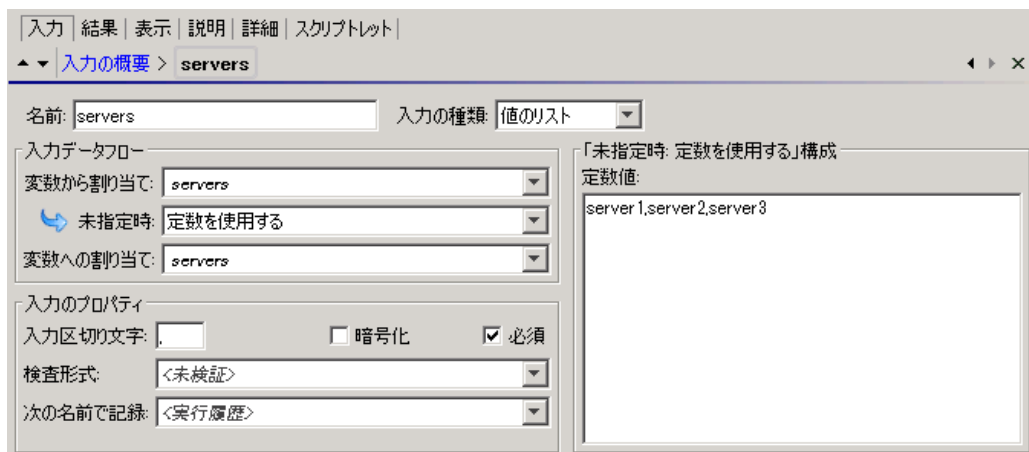 入力 | 結果 | 表示 | 説明 | 詳細 | スクリプトレット |
入力の概要 > servers
名前: servers 入力の種類: 値のリスト
入力データフロー
変数から割り当て: servers
未指定時: 定数を使用する
変数への割り当て: servers
入力のプロパティ
入力区切り文字: , 暗号化 必須
検査形式: <未検証>
次の名前で記録: <実行履歴>
「未指定時: 定数を使用する」構成
定数値:
server1,server2,server3